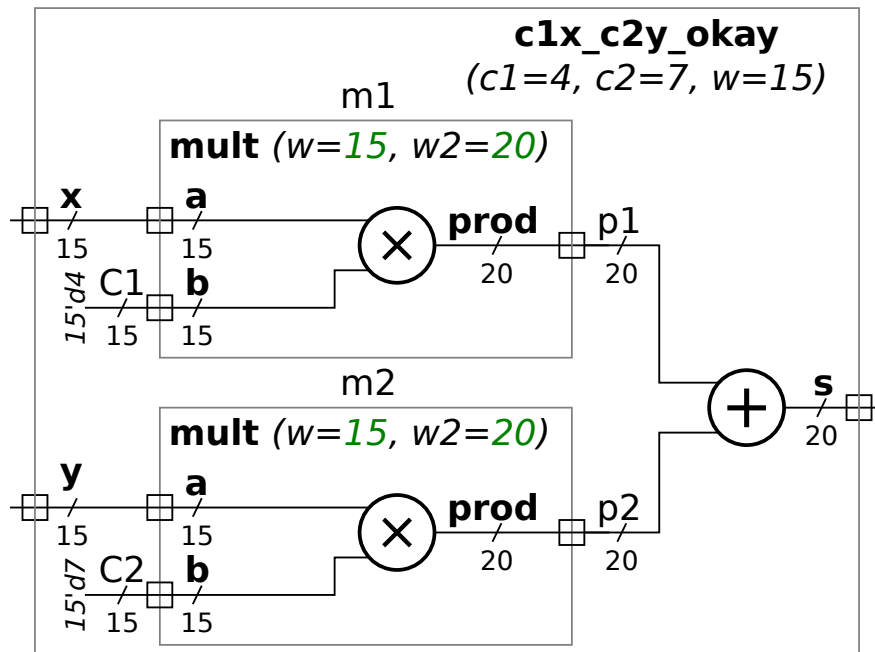 c1x_c2y_okay
(c1=4, c2=7, w=15)
m1
mult (w=15, w2=20)
x
a
prod
p1
15
15
20
20
15'd4
C1
b
15
15
m2
mult (w=15, w2=20)
s
20
y
a
prod
p2
15
15
20
20
15'd7
C2
b
15
15